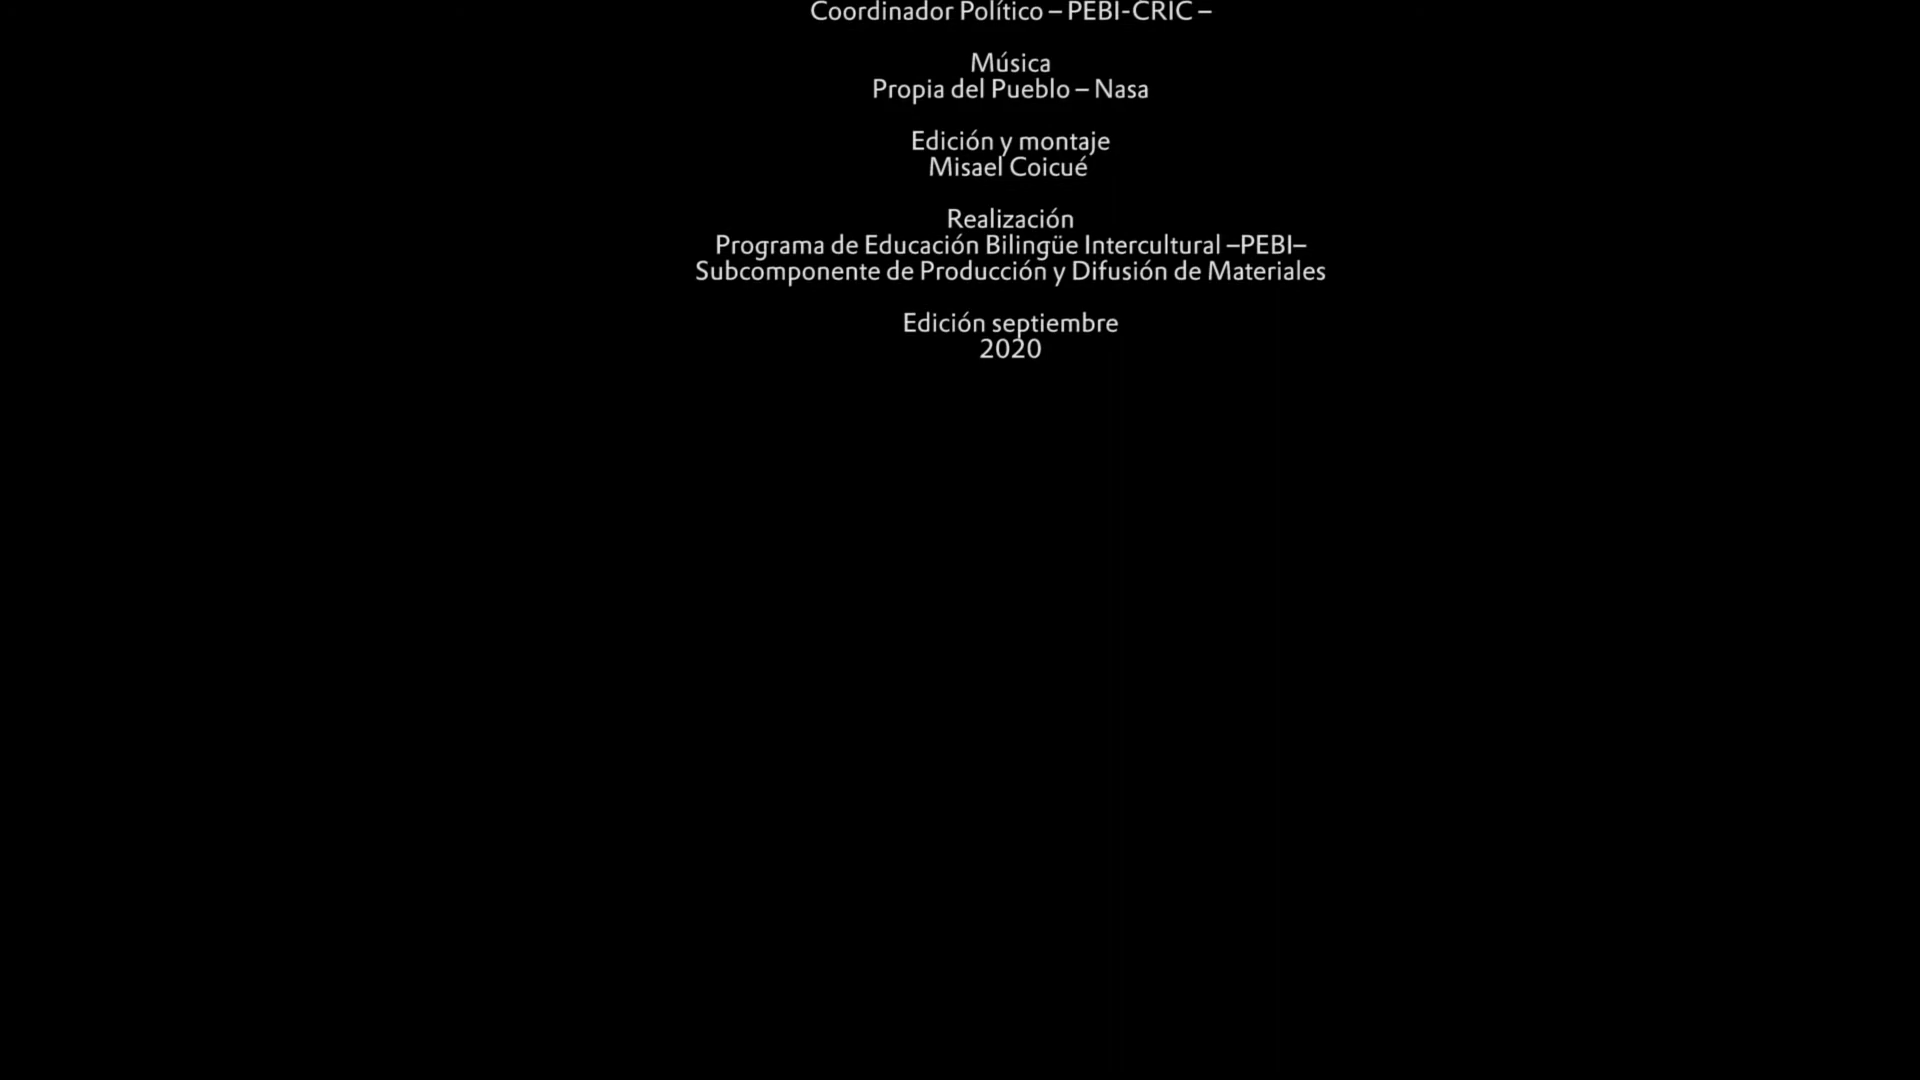 Coordinador Político – PEBI-CRIC –
Música
Propia del Pueblo – Nasa
Edición y montaje
Misael Coicué
Realización
Programa de Educación Bilingüe Intercultural –PEBI–
Subcomponente de Producción y Difusión de Materiales
Edición septiembre
2020